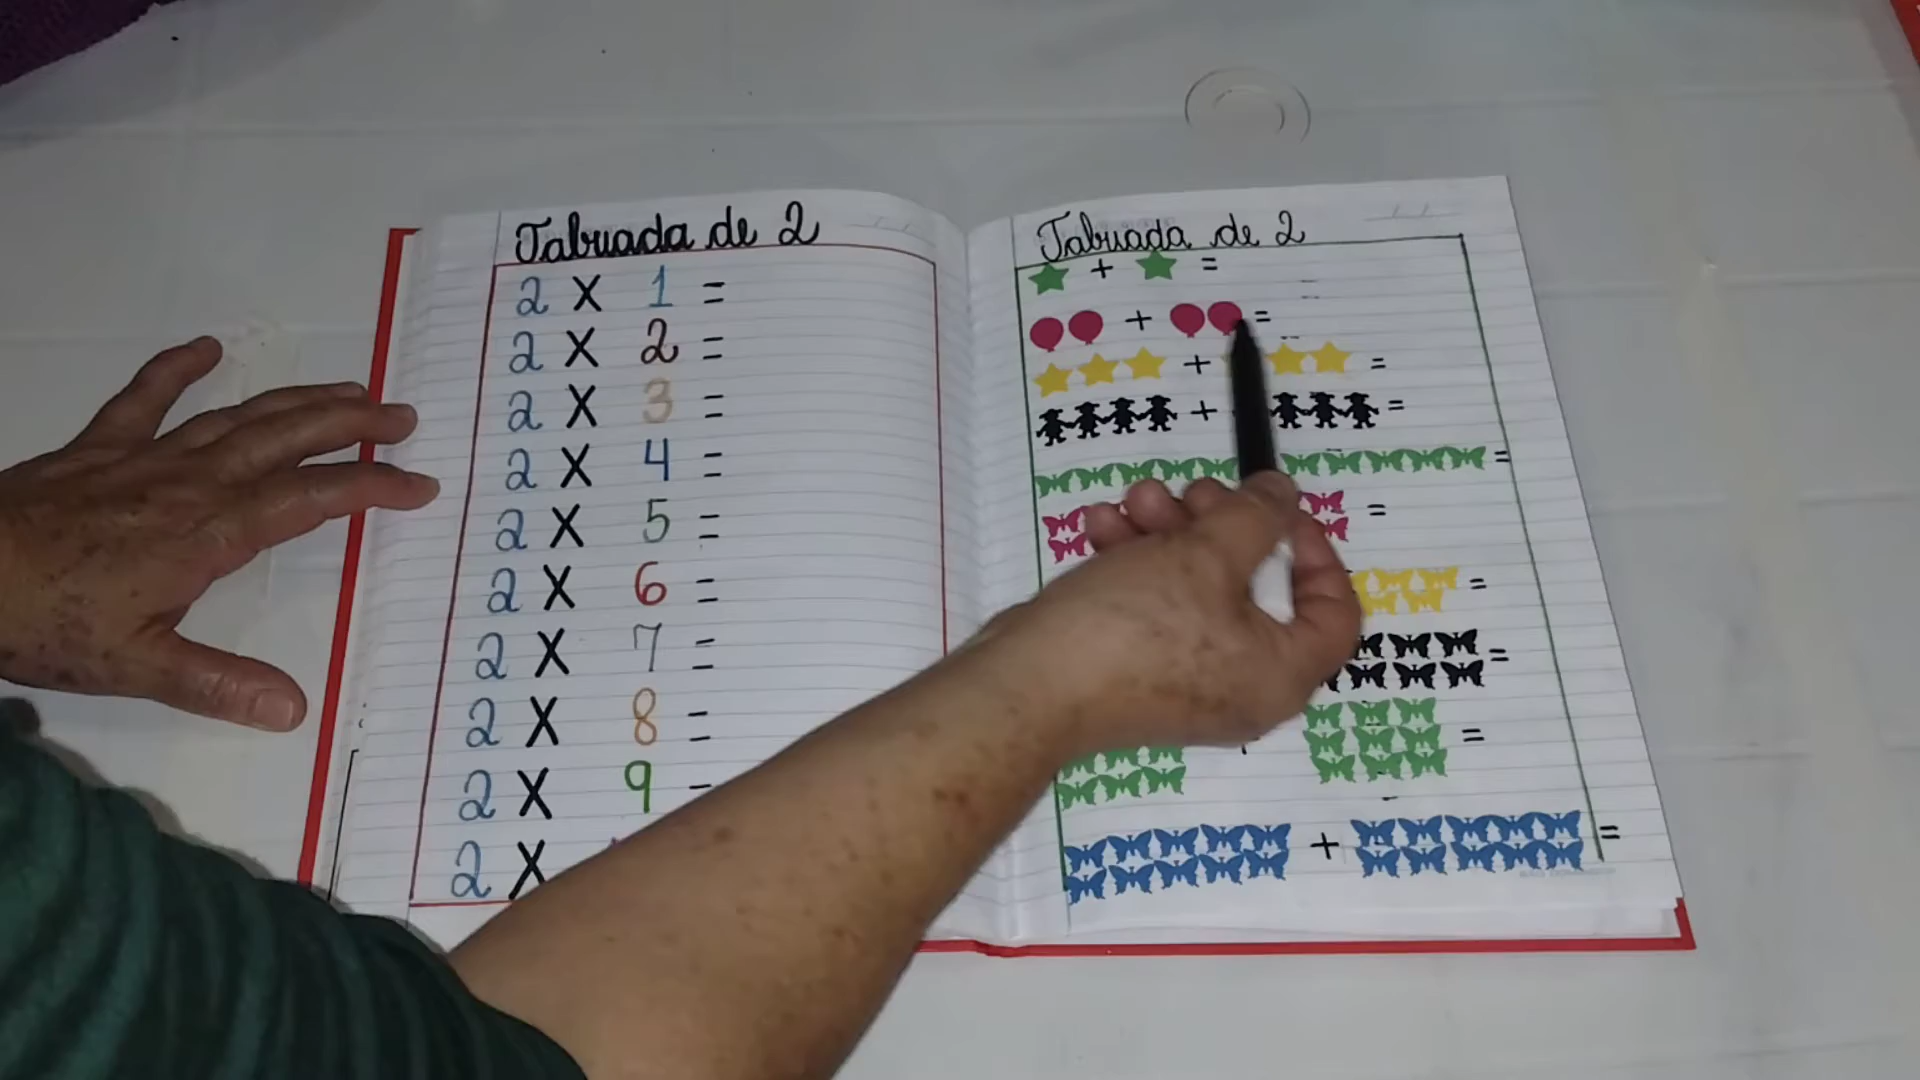 Tabuada de 2
2 X 1 =
2 X 2 =
2 X 3 =
2 X 4 =
2 X 5 =
2 X 6 =
2 X 7 =
2 X 8 =
2 X 9 =
2 X
Tabuada de 2
+ =
+ =
+ =
+ =
=
=
=
=
=
+ =